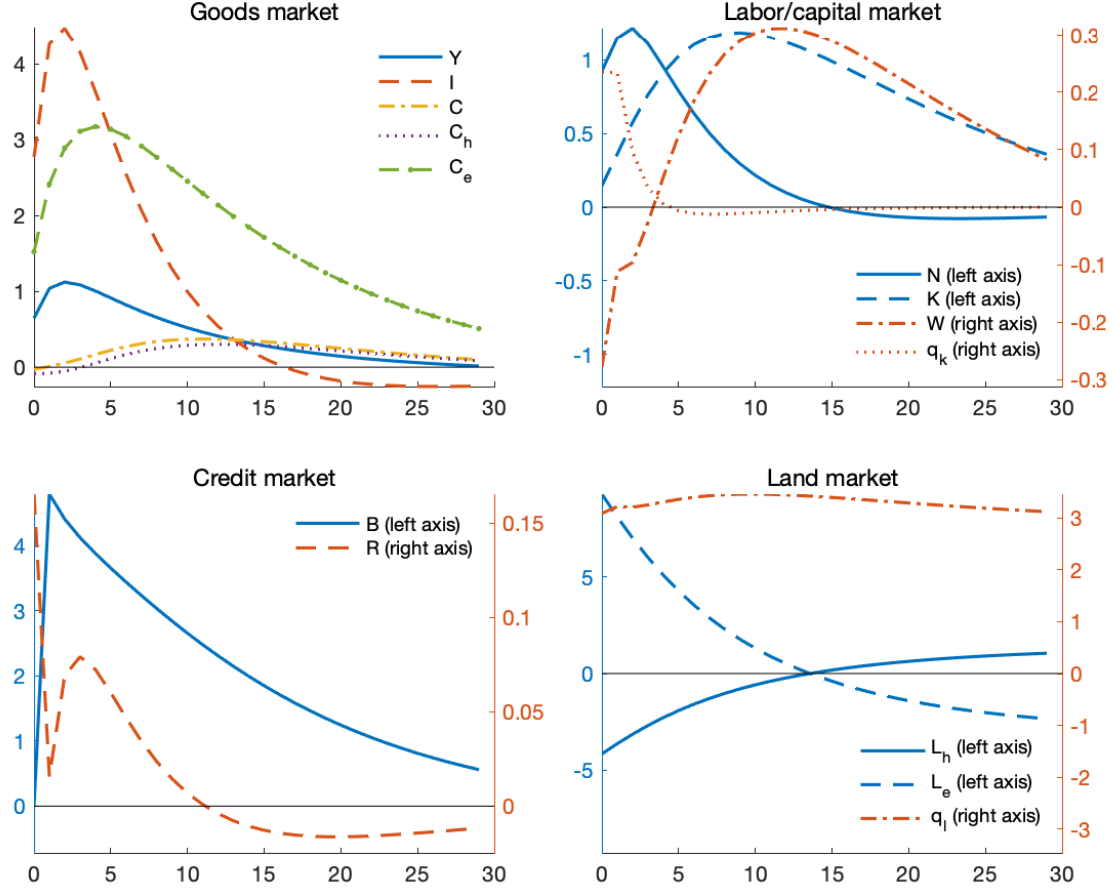 Goods market
4
3
2
1
0
0 5 10 15 20 25 30
Y
I
C
C_h
C_e
Labor/capital market
1
0.5
0
-0.5
-1
0.3
0.2
0.1
0
-0.1
-0.2
-0.3
0 5 10 15 20 25 30
N (left axis)
K (left axis)
W (right axis)
q_k (right axis)
Credit market
4
3
2
1
0
0.15
0.1
0.05
0
0 5 10 15 20 25 30
B (left axis)
R (right axis)
Land market
5
0
-5
3
2
1
0
-1
-2
-3
0 5 10 15 20 25 30
L_h (left axis)
L_e (left axis)
q_l (right axis)